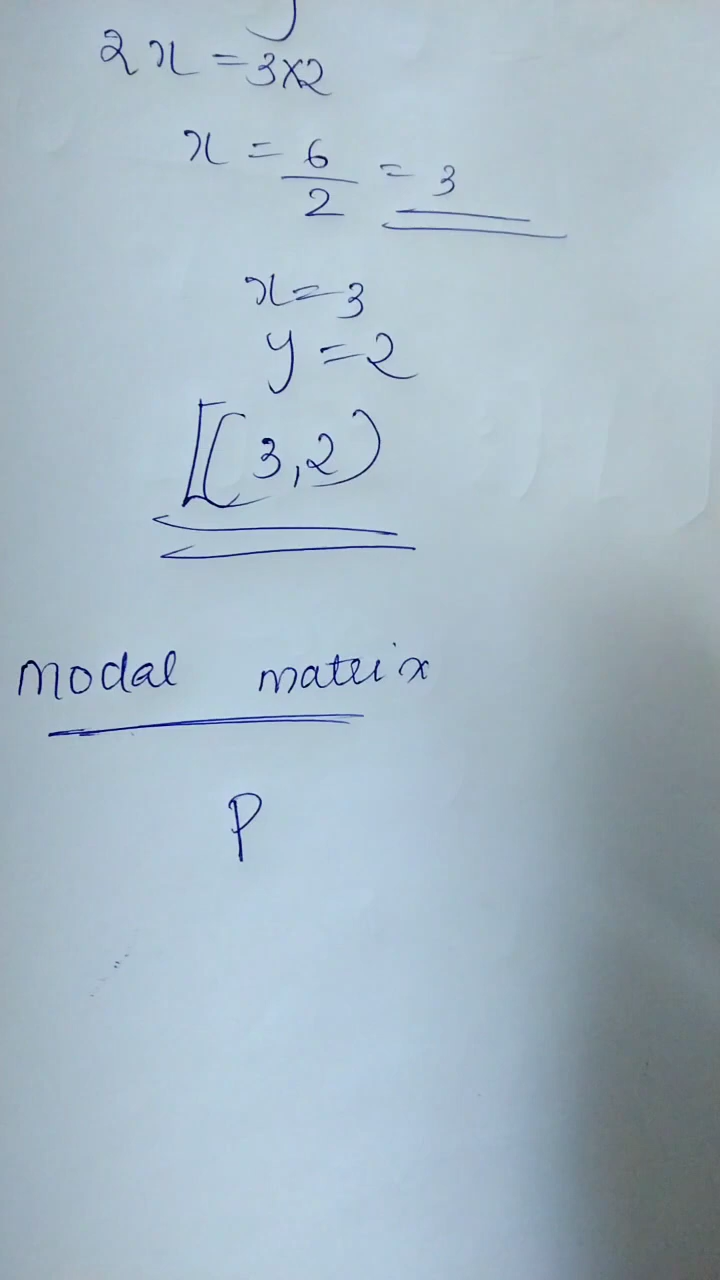 2x = 3×2
x = 6/2 = 3
x = 3
y = 2
[(3,2)
Modal matrix
P